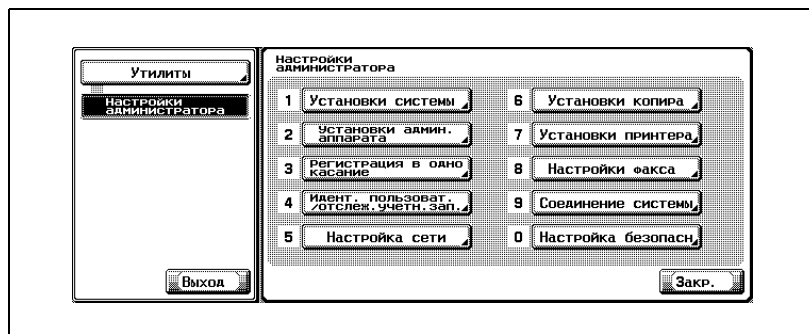 Утилиты
Настройки
администратора
Выход
Настройки
администратора
1 Установки системы
2 Установки админ.
аппарата
3 Регистрация в одно
касание
4 Идент. пользоват.
/отслеж.учетн.зап.
5 Настройка сети
6 Установки копира
7 Установки принтера
8 Настройки факса
9 Соединение системы
0 Настройка безопасн
Закр.